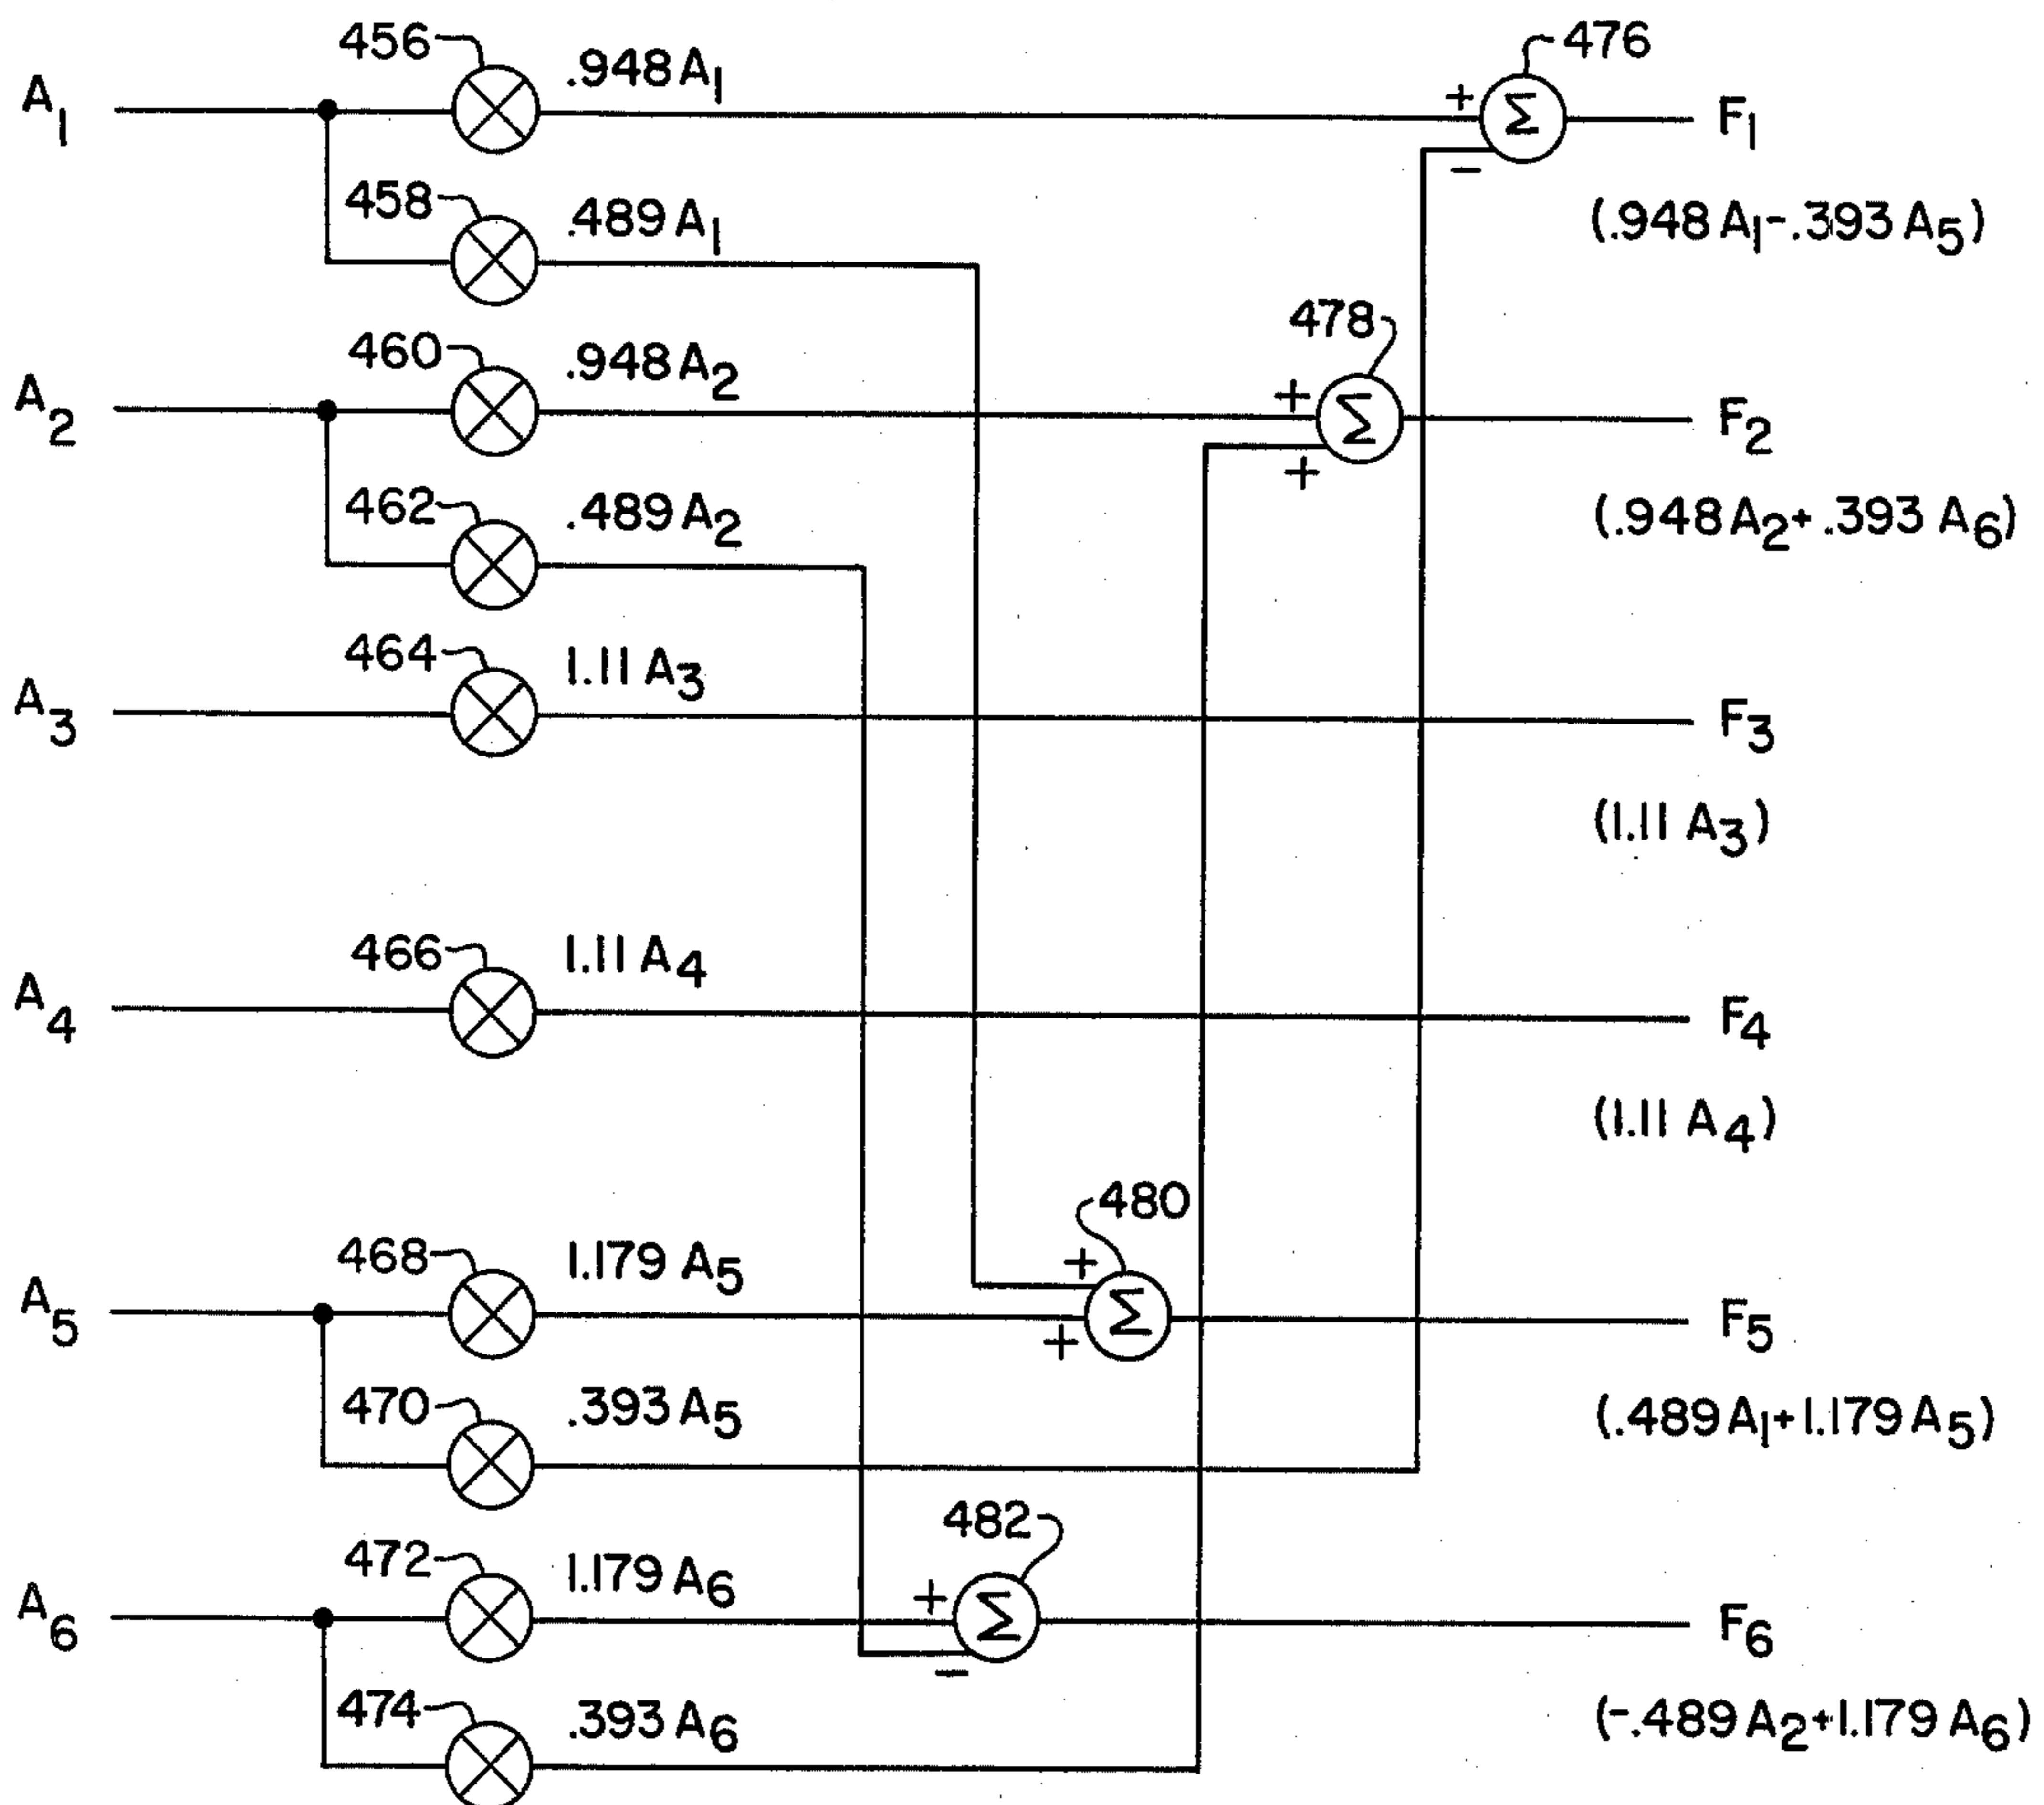 456
.948 A1
+
476
A1
Σ
F1
−
458
.489 A1
(.948 A1-.393 A5)
478
460
.948 A2
+
A2
Σ
F2
+
462
.489 A2
(.948 A2+ .393 A6)
464
1.11 A3
A3
F3
(1.11 A3)
466
1.11 A4
A4
F4
(1.11 A4)
480
468
1.179 A5
+
A5
Σ
F5
+
470
.393 A5
(.489 A1+1.179 A5)
482
472
1.179 A6
+
A6
Σ
F6
−
474
.393 A6
(-.489 A2+1.179 A6)